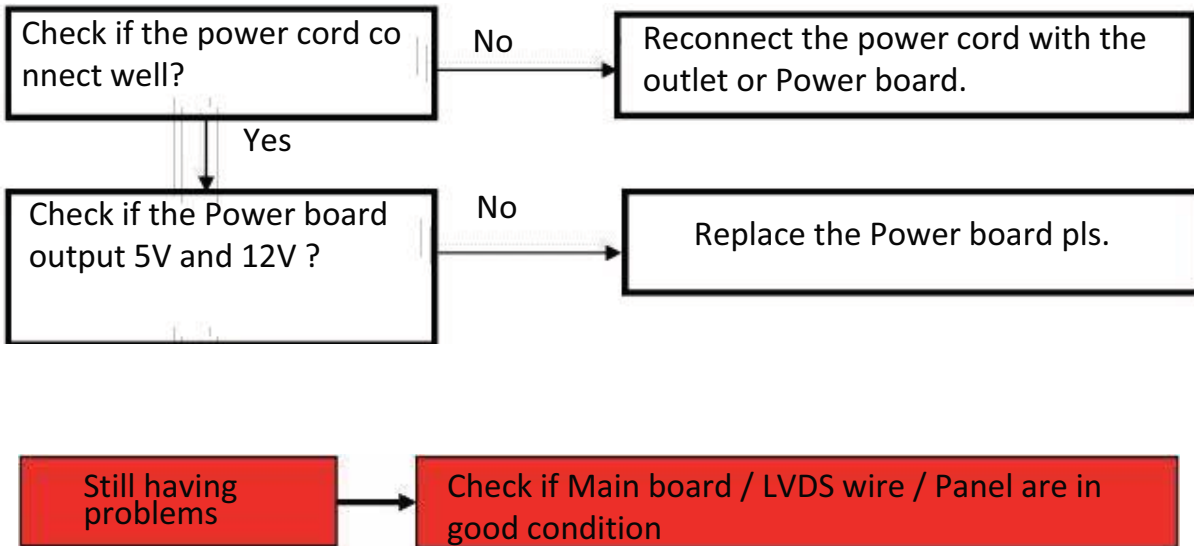 Check if the power cord co
nnect well?
No
Reconnect the power cord with the
outlet or Power board.
Yes
Check if the Power board
output 5V and 12V ?
No
Replace the Power board pls.
Still having
problems
Check if Main board / LVDS wire / Panel are in
good condition